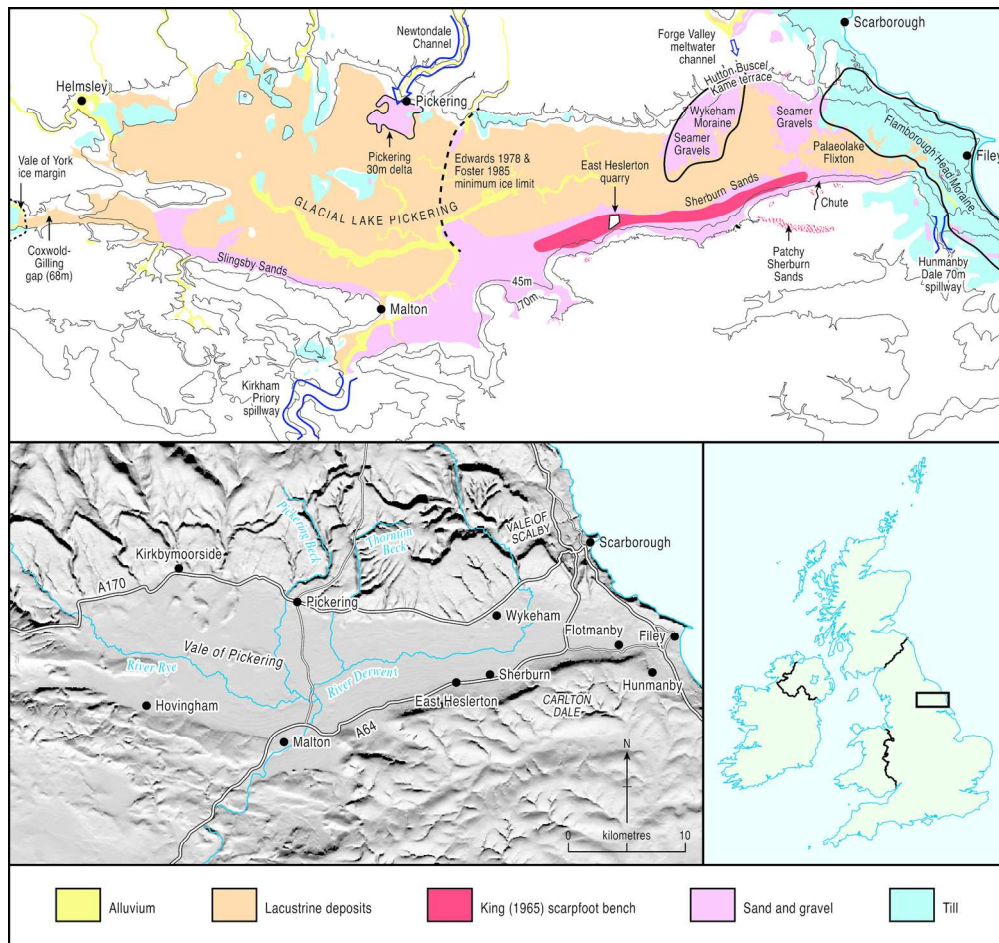 Newtondale
Channel
Forge Valley
meltwater
channel
Scarborough
Helmsley
Pickering
Hutton Buscel
Kame terrace
Wykeham
Moraine
Seamer
Gravels
Seamer
Gravels
Flamborough Head Moraine
Filey
Palaeolake
Flixton
Vale of York
ice margin
Pickering
30m delta
Edwards 1978 &
Foster 1985
minimum ice limit
East Heslerton
quarry
Sherburn Sands
GLACIAL LAKE PICKERING
Chute
Coxwold-
Gilling
gap (68m)
Slingsby Sands
Patchy
Sherburn
Sands
Hunmanby
Dale 70m
spillway
45m
70m
Malton
Kirkham
Priory
spillway
Pickering Beck
Thornton
Beck
VALE OF
SCALBY
Scarborough
Kirkbymoorside
A170
Pickering
Wykeham
Vale of Pickering
Flotmanby
Filey
River Rye
River Derwent
Sherburn
East Heslerton
Hunmanby
Hovingham
CARLTON
DALE
A64
Malton
N
0
kilometres
10
Alluvium
Lacustrine deposits
King (1965) scarpfoot bench
Sand and gravel
Till